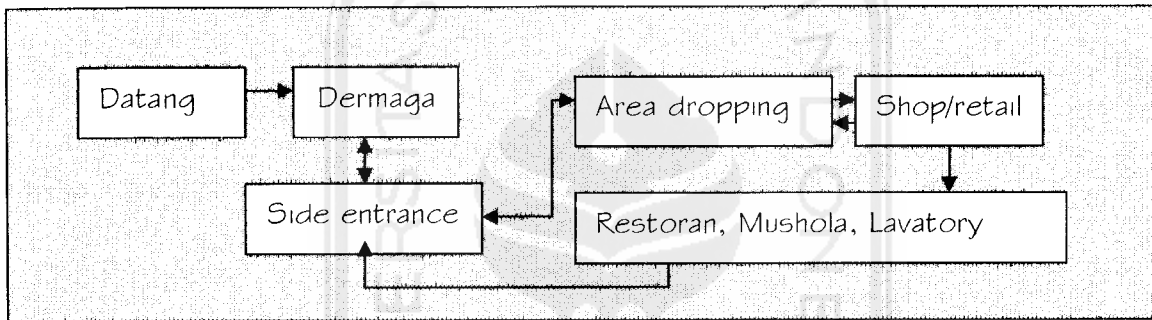 Datang
Dermaga
Area dropping
Shop/retail
Side entrance
Restoran, Mushola, Lavatory